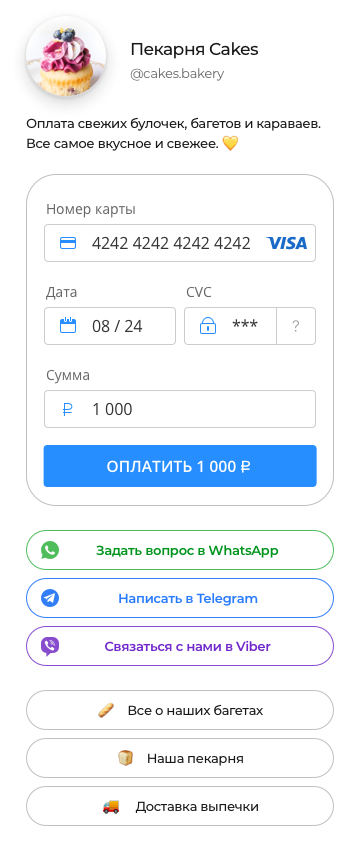 Пекарня Cakes
@cakes.bakery
Оплата свежих булочек, багетов и караваев.
Все самое вкусное и свежее. 💛
Номер карты
4242 4242 4242 4242 VISA
Дата CVC
08 / 24 *** ?
Сумма
₽ 1 000
ОПЛАТИТЬ 1 000 ₽
Задать вопрос в WhatsApp
Написать в Telegram
Связаться с нами в Viber
🥖 Все о наших багетах
🍞 Наша пекарня
🚚 Доставка выпечки